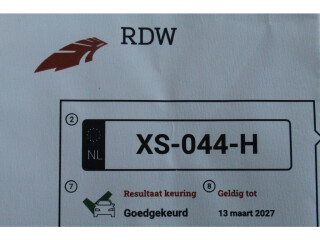 RDW
2
NL XS-044-H
7 Resultaat keuring 8 Geldig tot
Goedgekeurd 13 maart 2027